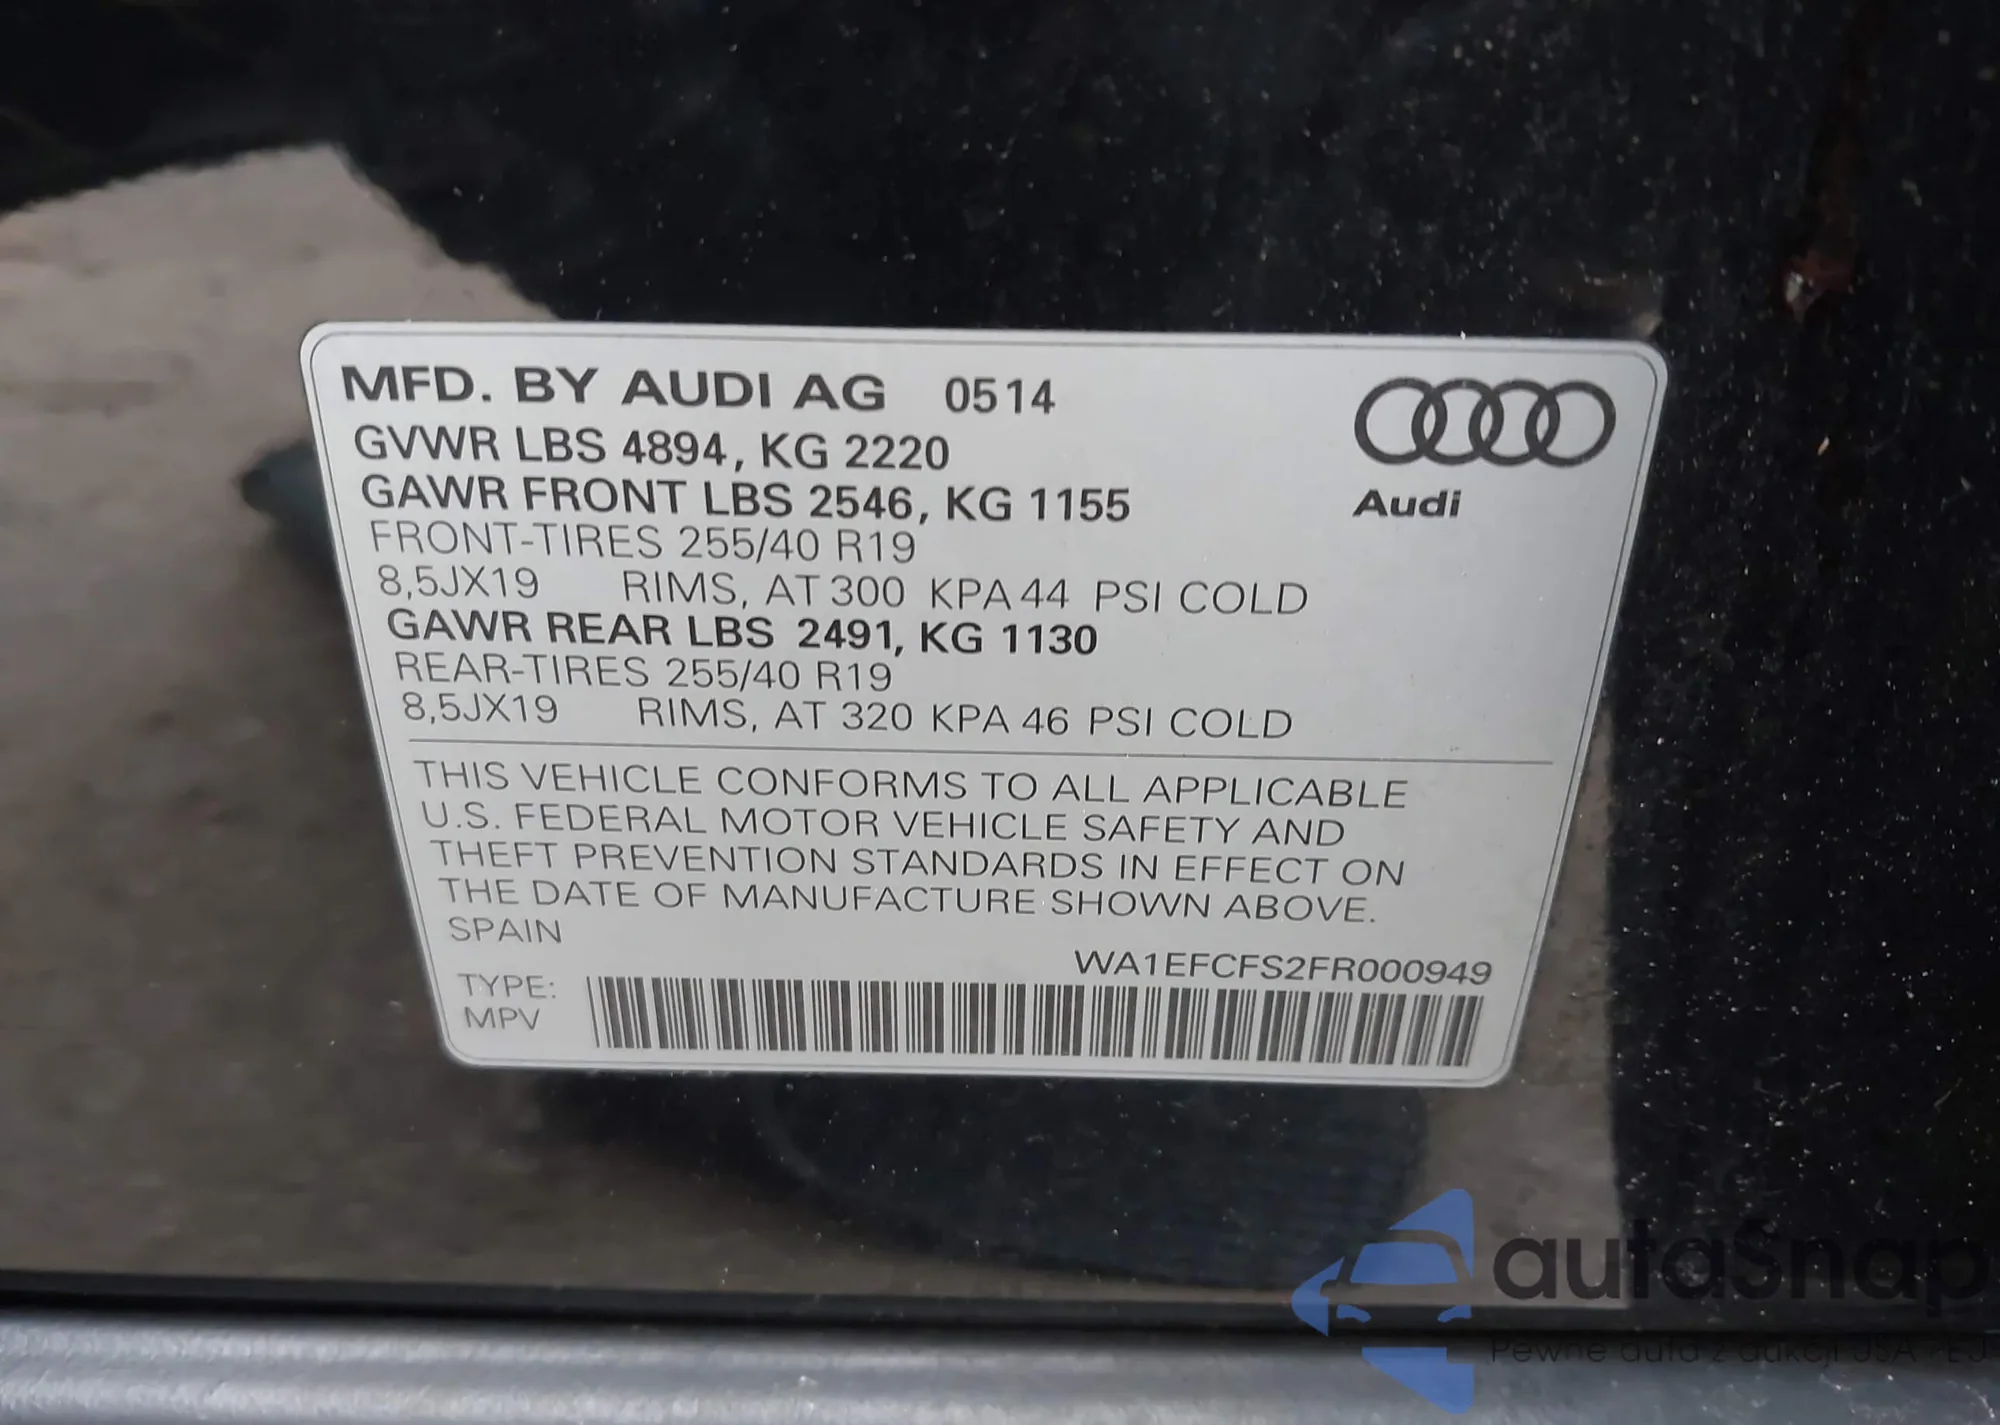 MFD. BY AUDI AG 0514
GVWR LBS 4894, KG 2220
GAWR FRONT LBS 2546, KG 1155
Audi
FRONT-TIRES 255/40 R19
8,5JX19 RIMS, AT 300 KPA 44 PSI COLD
GAWR REAR LBS 2491, KG 1130
REAR-TIRES 255/40 R19
8,5JX19 RIMS, AT 320 KPA 46 PSI COLD
THIS VEHICLE CONFORMS TO ALL APPLICABLE
U.S. FEDERAL MOTOR VEHICLE SAFETY AND
THEFT PREVENTION STANDARDS IN EFFECT ON
THE DATE OF MANUFACTURE SHOWN ABOVE.
SPAIN
WA1EFCFS2FR000949
TYPE:
MPV
autaSnap
Pewne auta z aukcji